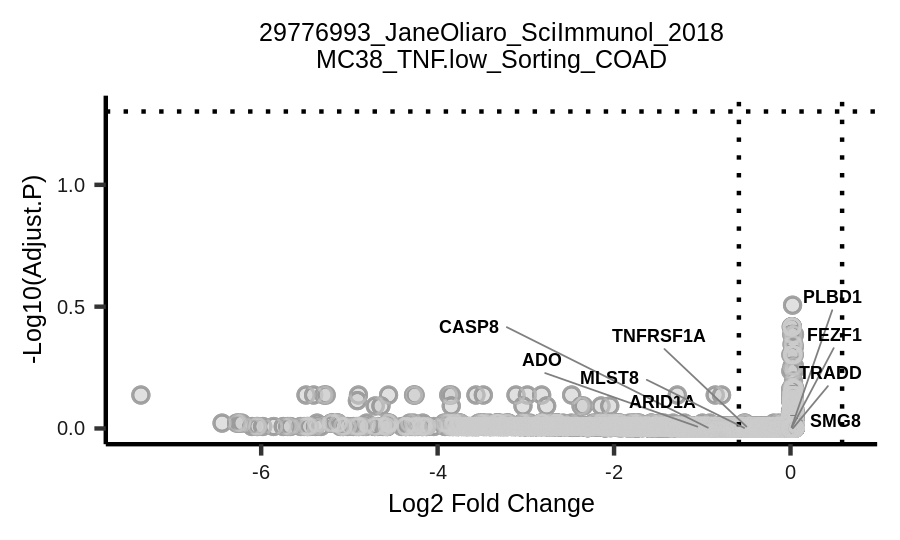 29776993_JaneOliaro_SciImmunol_2018
MC38_TNF.low_Sorting_COAD
-Log10(Adjust.P)
1.0
0.5
0.0
PLBD1
CASP8
TNFRSF1A
FEZF1
ADO
MLST8
TRADD
ARID1A
SMG8
-6
-4
-2
0
Log2 Fold Change